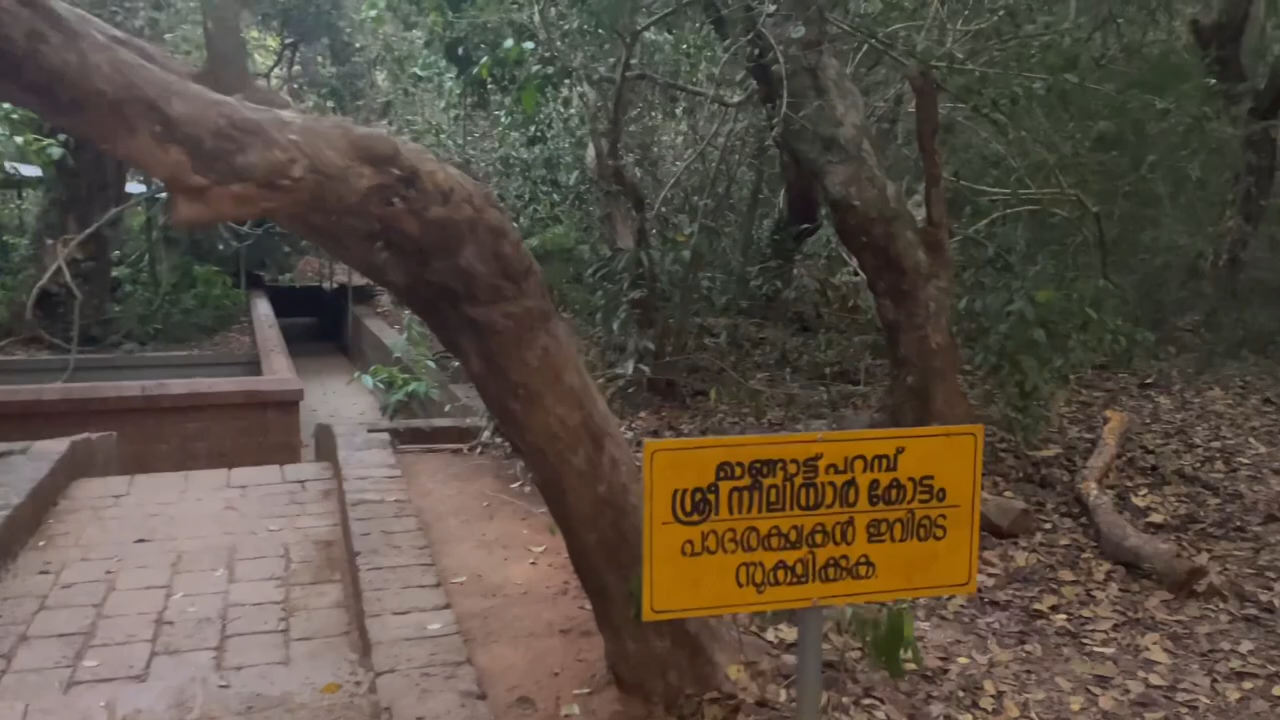 മാങ്ങാട്ട് പറമ്പ്
ശ്രീ നീലിയാർ കോട്ടം
പാദരക്ഷകൾ ഇവിടെ
സൂക്ഷിക്കുക